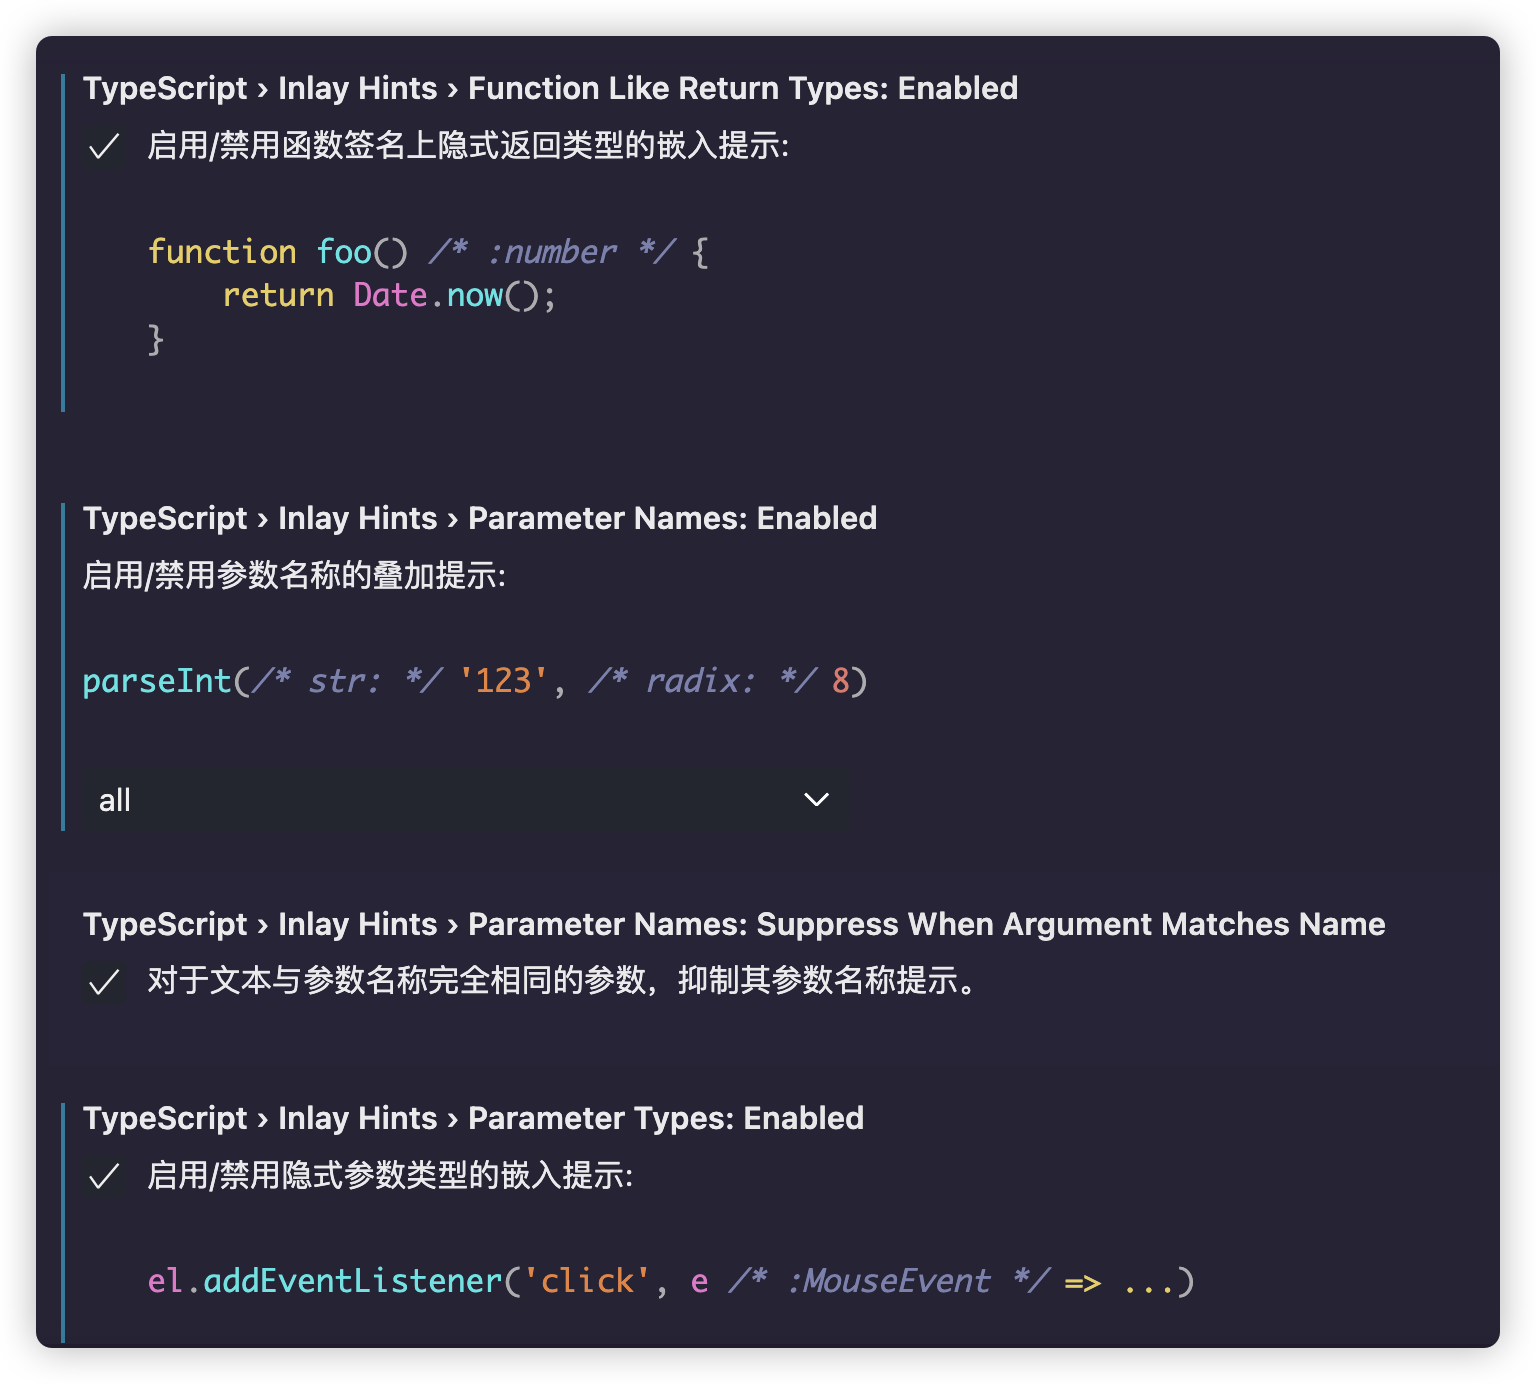 TypeScript › Inlay Hints › Function Like Return Types: Enabled
启用/禁用函数签名上隐式返回类型的嵌入提示:
function foo() /* :number */ {
    return Date.now();
}
TypeScript › Inlay Hints › Parameter Names: Enabled
启用/禁用参数名称的叠加提示:
parseInt(/* str: */ '123', /* radix: */ 8)
all
TypeScript › Inlay Hints › Parameter Names: Suppress When Argument Matches Name
对于文本与参数名称完全相同的参数，抑制其参数名称提示。
TypeScript › Inlay Hints › Parameter Types: Enabled
启用/禁用隐式参数类型的嵌入提示:
el.addEventListener('click', e /* :MouseEvent */ => ...)